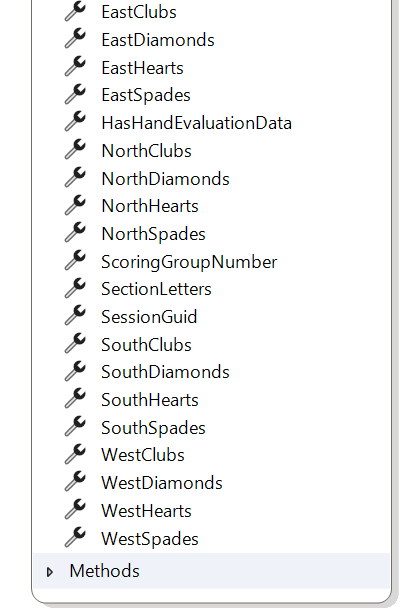 EastClubs
EastDiamonds
EastHearts
EastSpades
HasHandEvaluationData
NorthClubs
NorthDiamonds
NorthHearts
NorthSpades
ScoringGroupNumber
SectionLetters
SessionGuid
SouthClubs
SouthDiamonds
SouthHearts
SouthSpades
WestClubs
WestDiamonds
WestHearts
WestSpades
Methods